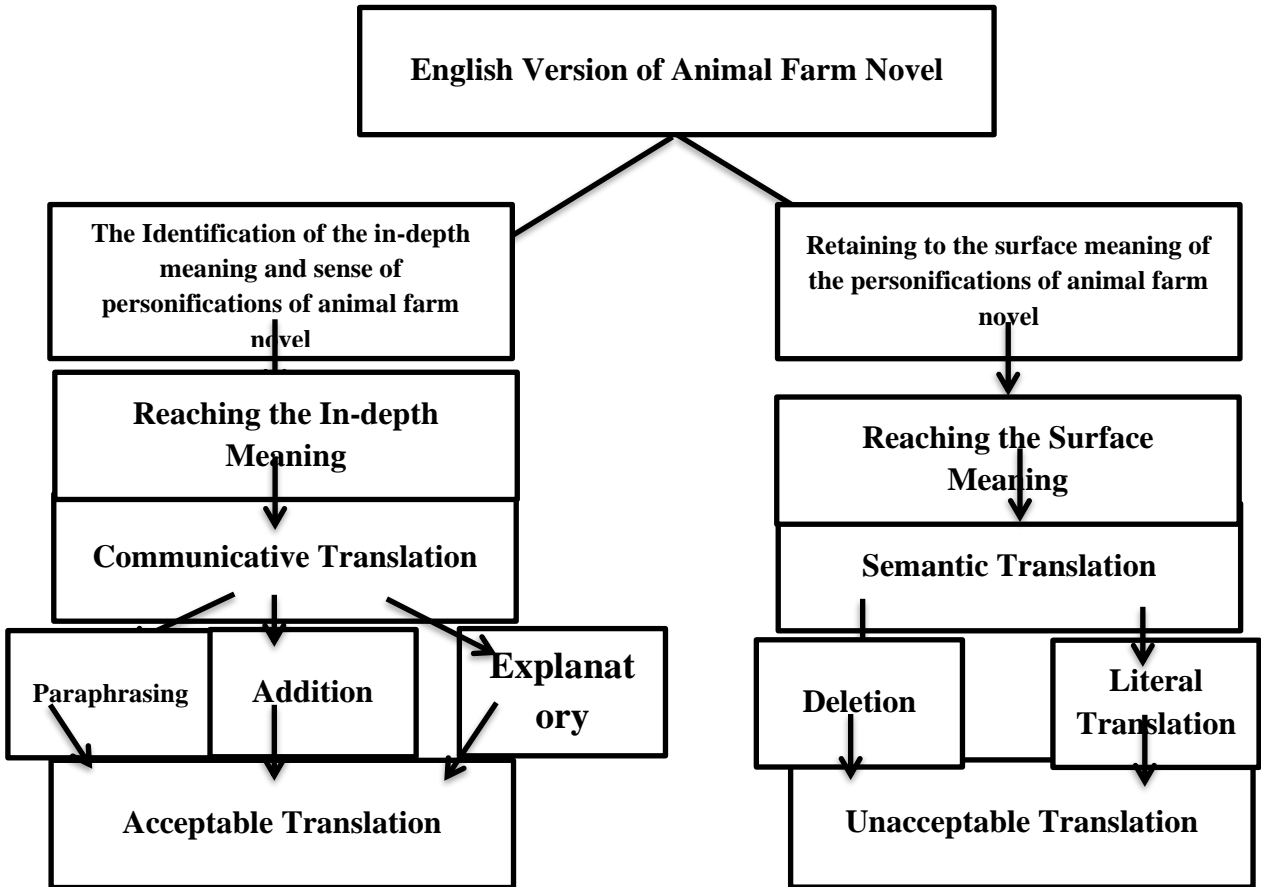 English Version of Animal Farm Novel
The Identification of the in-depth
meaning and sense of
personifications of animal farm
novel
Retaining to the surface meaning of
the personifications of animal farm
novel
Reaching the In-depth
Meaning
Reaching the Surface
Meaning
Communicative Translation
Semantic Translation
Paraphrasing
Addition
Explanat
ory
Deletion
Literal
Translation
Acceptable Translation
Unacceptable Translation